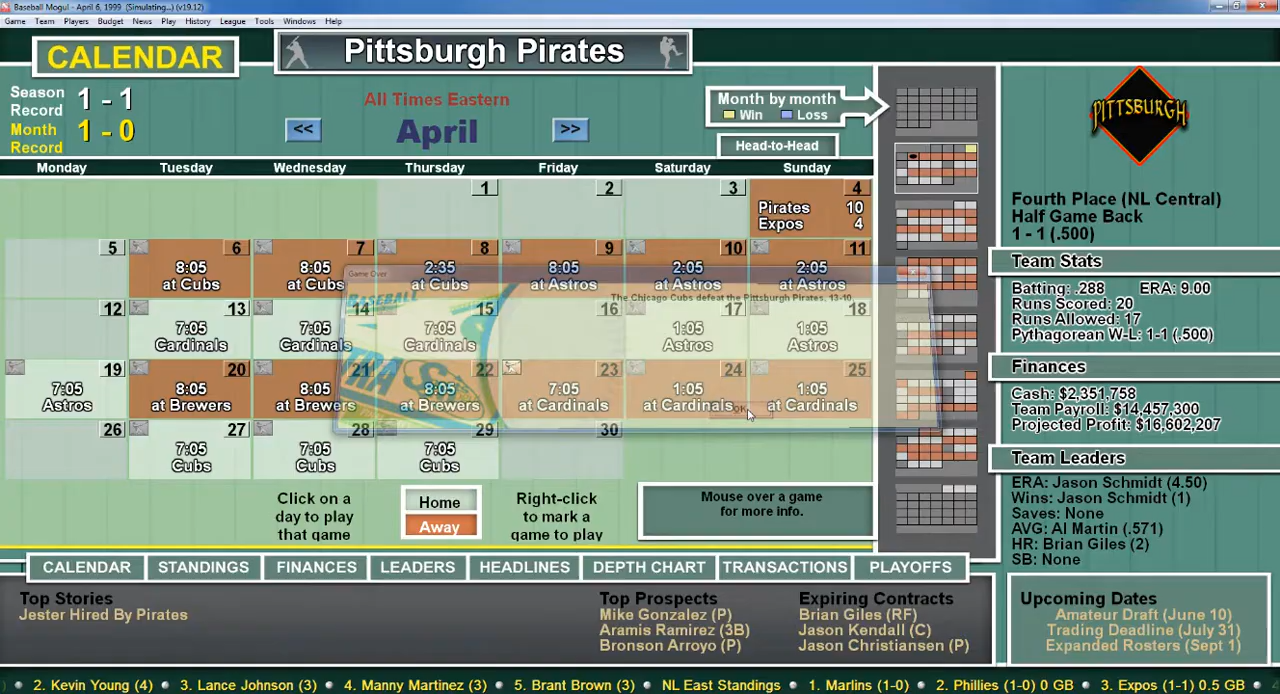 Baseball Mogul - April 6, 1999 (Simulating...) (v19.12)
Game Team Players Budget News Play History League Tools Windows Help
CALENDAR
Pittsburgh Pirates
Season Record 1 - 1
Month Record 1 - 0
All Times Eastern
<< April >>
Month by month
Win Loss
Head-to-Head
Monday Tuesday Wednesday Thursday Friday Saturday Sunday
1 2 3 4
Pirates 10
Expos 4
5 6 7 8 9 10 11
8:05 8:05 2:35 8:05 2:05 2:05
at Cubs at Cubs at Cubs at Astros at Astros at Astros
Game Over
The Chicago Cubs defeat the Pittsburgh Pirates, 13-10
BASEBALL
12 13 14 15 16 17 18
7:05 7:05 7:05 1:05 1:05
Cardinals Cardinals Cardinals Astros Astros
19 20 21 22 23 24 25
7:05 8:05 8:05 8:05 7:05 1:05 1:05
Astros at Brewers at Brewers at Brewers at Cardinals at Cardinals at Cardinals
OK
26 27 28 29 30
7:05 7:05 7:05
Cubs Cubs Cubs
Click on a
day to play
that game
Home
Away
Right-click
to mark a
game to play
Mouse over a game
for more info.
PITTSBURGH
Fourth Place (NL Central)
Half Game Back
1 - 1 (.500)
Team Stats
Batting: .288 ERA: 9.00
Runs Scored: 20
Runs Allowed: 17
Pythagorean W-L: 1-1 (.500)
Finances
Cash: $2,351,758
Team Payroll: $14,457,300
Projected Profit: $16,602,207
Team Leaders
ERA: Jason Schmidt (4.50)
Wins: Jason Schmidt (1)
Saves: None
AVG: Al Martin (.571)
HR: Brian Giles (2)
SB: None
CALENDAR STANDINGS FINANCES LEADERS HEADLINES DEPTH CHART TRANSACTIONS PLAYOFFS
Top Stories
Jester Hired By Pirates
Top Prospects
Mike Gonzalez (P)
Aramis Ramirez (3B)
Bronson Arroyo (P)
Expiring Contracts
Brian Giles (RF)
Jason Kendall (C)
Jason Christiansen (P)
Upcoming Dates
Amateur Draft (June 10)
Trading Deadline (July 31)
Expanded Rosters (Sept 1)
2. Kevin Young (4) • 3. Lance Johnson (3) • 4. Manny Martinez (3) • 5. Brant Brown (3) • NL East Standings • 1. Marlins (1-0) • 2. Phillies (1-0) 0 GB • 3. Expos (1-1) 0.5 GB •